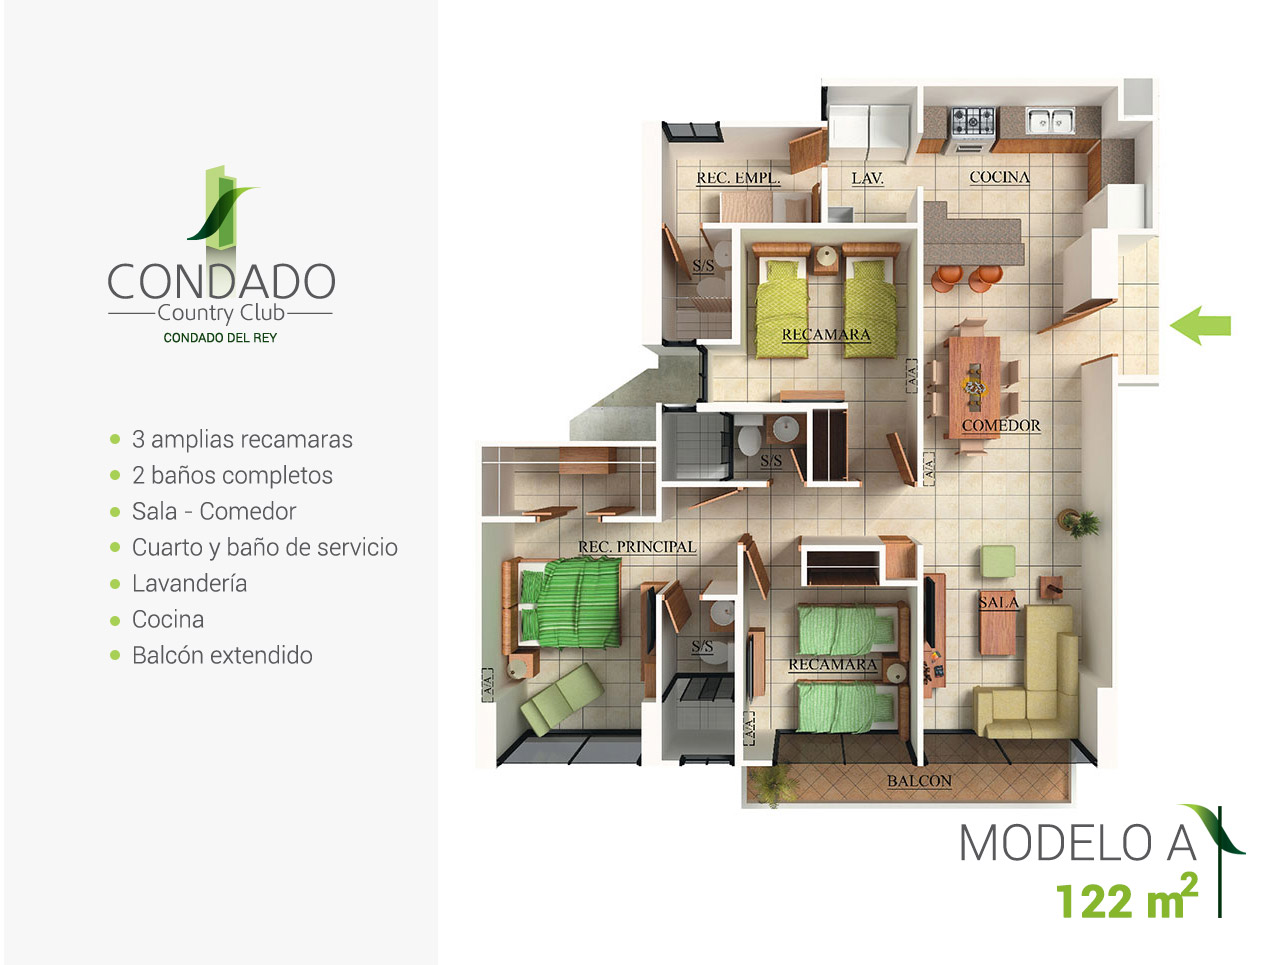 CONDADO
Country Club
CONDADO DEL REY
3 amplias recamaras
2 baños completos
Sala - Comedor
Cuarto y baño de servicio
Lavandería
Cocina
Balcón extendido
REC. EMPL.
LAV.
COCINA
S/S
RECAMARA
A/A
COMEDOR
A/A
S/S
REC. PRINCIPAL
SALA
S/S
RECAMARA
A/A
A/A
BALCON
MODELO A
122 m²